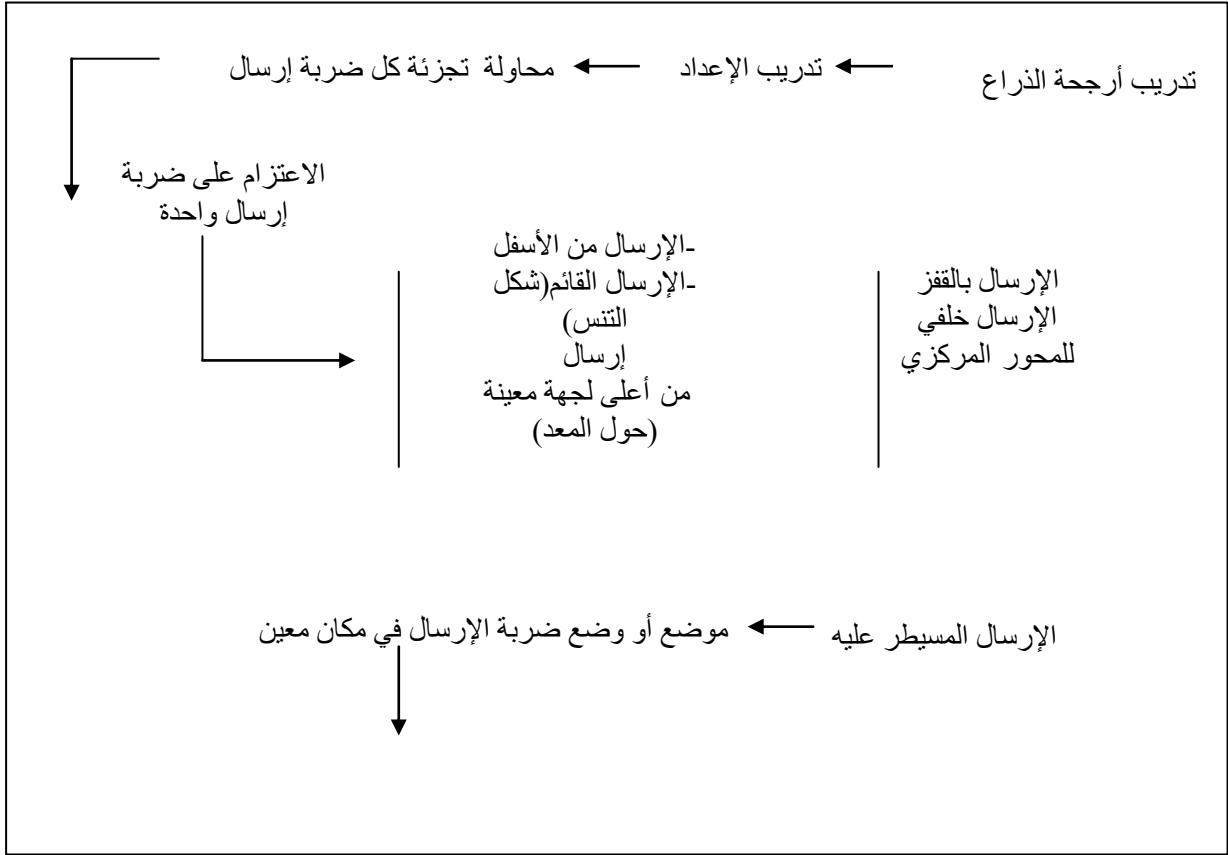 تدريب أرجحة الذراع
تدريب الإعداد
محاولة تجزئة كل ضربة إرسال
الاعتزام على ضربة
إرسال واحدة
الإرسال بالقفز
الإرسال خلفي
للمحور المركزي
-الإرسال من الأسفل
-الإرسال القائم(شكل
التنس)
إرسال
من أعلى لجهة معينة
(حول المعد)
الإرسال المسيطر عليه
موضع أو وضع ضربة الإرسال في مكان معين